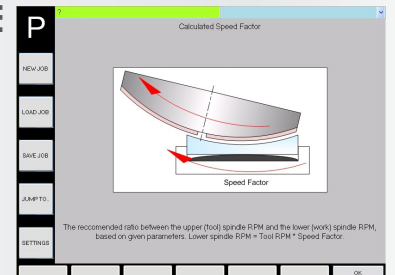 ?
P
Calculated Speed Factor
NEW JOB
LOAD JOB
SAVE JOB
JUMP TO..
SETTINGS
Speed Factor
The reccomended ratio between the upper (tool) spindle RPM and the lower (work) spindle RPM,
based on given parameters. Lower spindle RPM = Tool RPM * Speed Factor.
OK